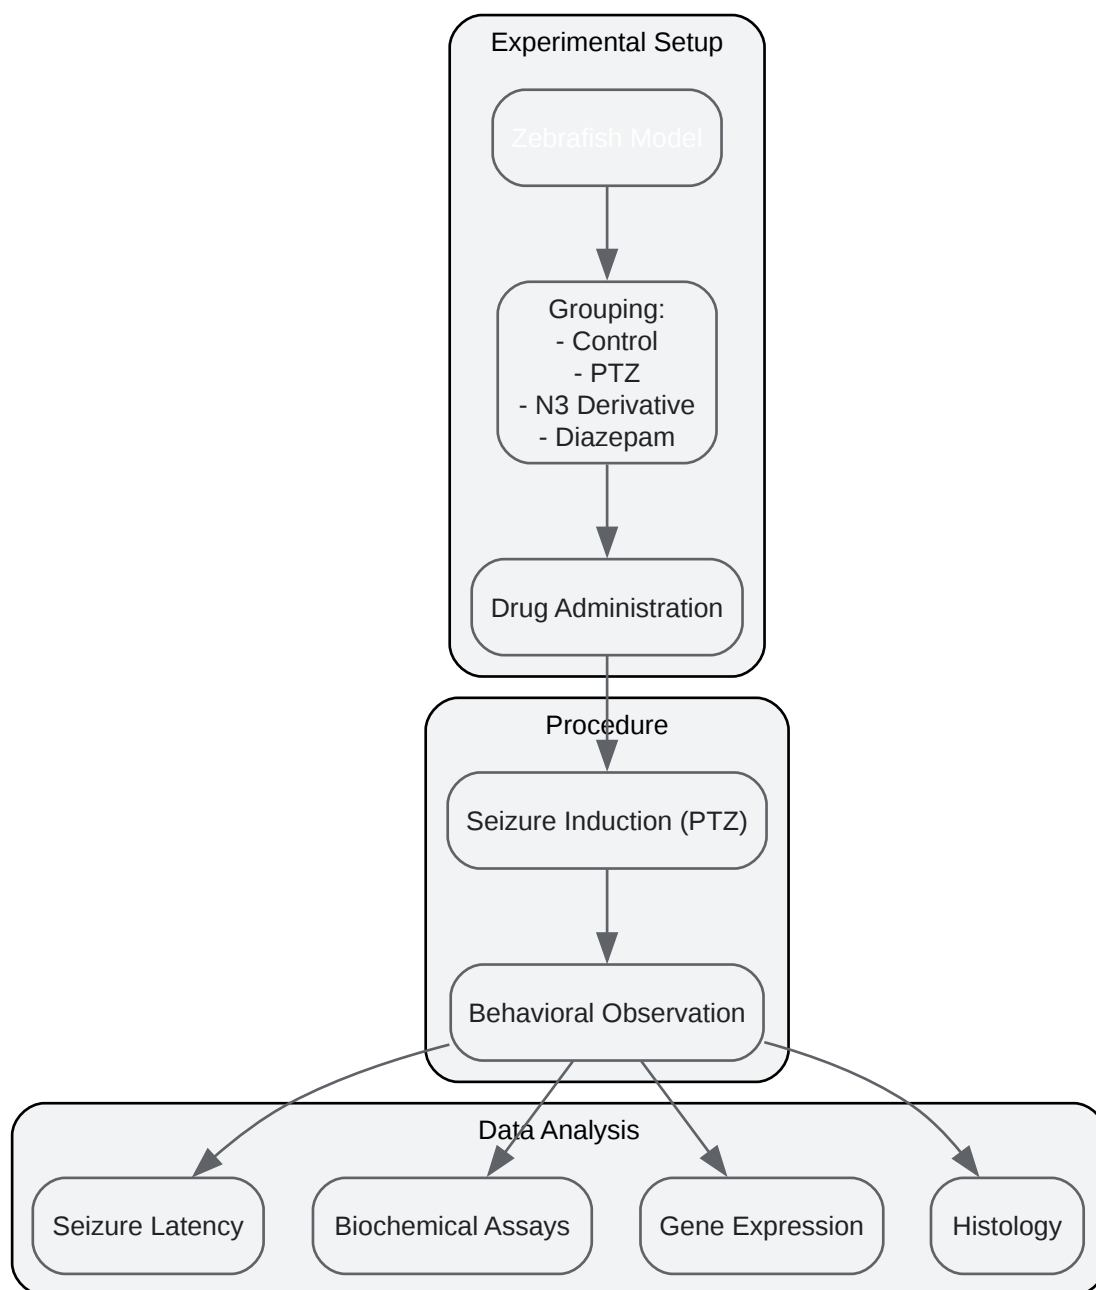 Experimental Setup
Zebrafish Model
Grouping:
- Control
- PTZ
- N3 Derivative
- Diazepam
Drug Administration
Procedure
Seizure Induction (PTZ)
Behavioral Observation
Data Analysis
Seizure Latency
Biochemical Assays
Gene Expression
Histology